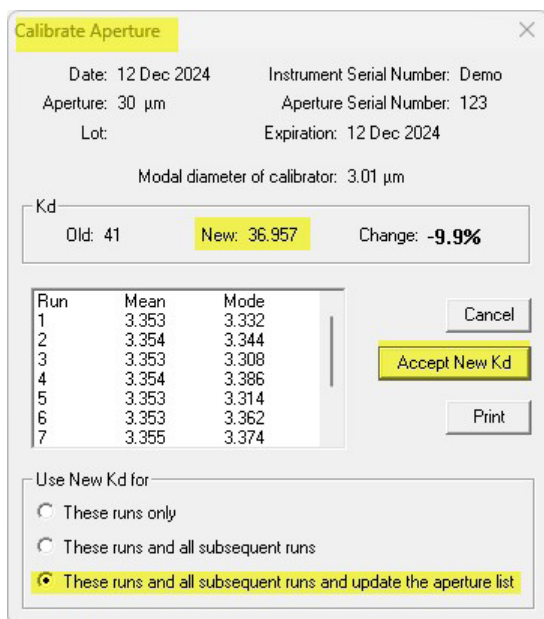 Calibrate Aperture
Date: 12 Dec 2024 Instrument Serial Number: Demo
Aperture: 30 µm Aperture Serial Number: 123
Lot: Expiration: 12 Dec 2024
Modal diameter of calibrator: 3.01 µm
Kd
Old: 41 New: 36.957 Change: -9.9%
Run Mean Mode
1 3.353 3.332
2 3.354 3.344
3 3.353 3.308
4 3.354 3.386
5 3.353 3.314
6 3.353 3.362
7 3.355 3.374
Cancel
Accept New Kd
Print
Use New Kd for
These runs only
These runs and all subsequent runs
These runs and all subsequent runs and update the aperture list